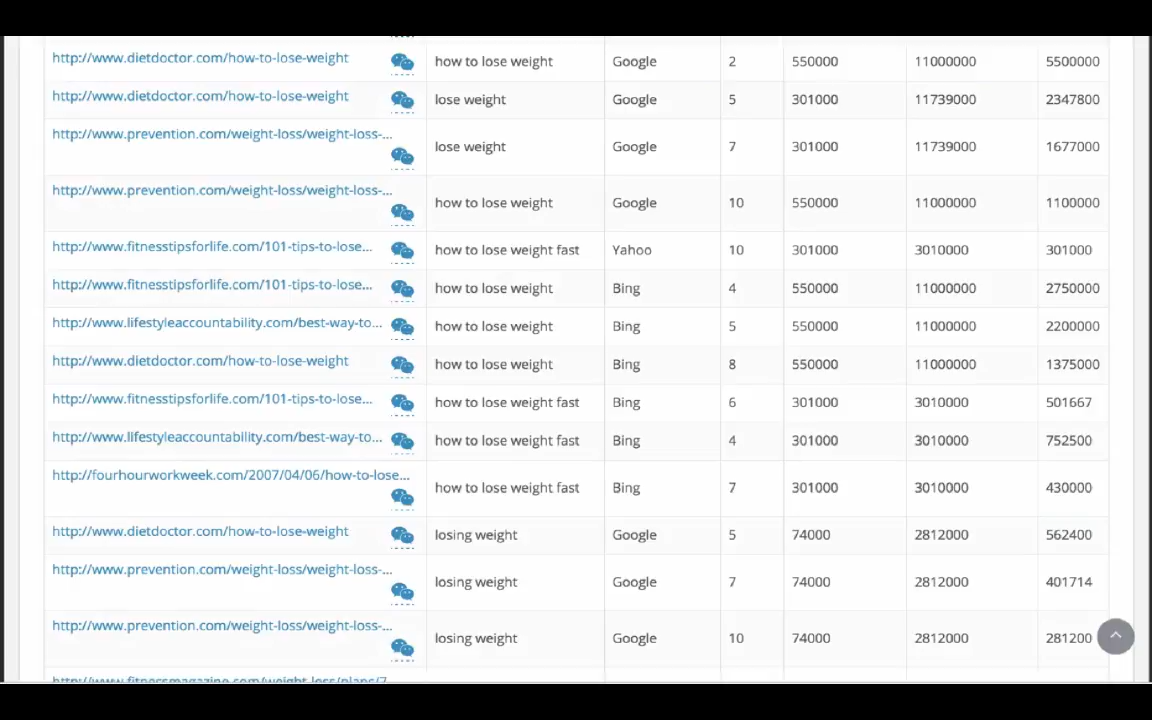 http://www.dietdoctor.com/how-to-lose-weight how to lose weight Google 2 550000 11000000 5500000
http://www.dietdoctor.com/how-to-lose-weight lose weight Google 5 301000 11739000 2347800
http://www.prevention.com/weight-loss/weight-loss-... lose weight Google 7 301000 11739000 1677000
http://www.prevention.com/weight-loss/weight-loss-... how to lose weight Google 10 550000 11000000 1100000
http://www.fitnesstipsforlife.com/101-tips-to-lose... how to lose weight fast Yahoo 10 301000 3010000 301000
http://www.fitnesstipsforlife.com/101-tips-to-lose... how to lose weight Bing 4 550000 11000000 2750000
http://www.lifestyleaccountability.com/best-way-to... how to lose weight Bing 5 550000 11000000 2200000
http://www.dietdoctor.com/how-to-lose-weight how to lose weight Bing 8 550000 11000000 1375000
http://www.fitnesstipsforlife.com/101-tips-to-lose... how to lose weight fast Bing 6 301000 3010000 501667
http://www.lifestyleaccountability.com/best-way-to... how to lose weight fast Bing 4 301000 3010000 752500
http://fourhourworkweek.com/2007/04/06/how-to-lose... how to lose weight fast Bing 7 301000 3010000 430000
http://www.dietdoctor.com/how-to-lose-weight losing weight Google 5 74000 2812000 562400
http://www.prevention.com/weight-loss/weight-loss-... losing weight Google 7 74000 2812000 401714
http://www.prevention.com/weight-loss/weight-loss-... losing weight Google 10 74000 2812000 281200
http://www.fitnessmagazine.com/weight-loss/plans/7